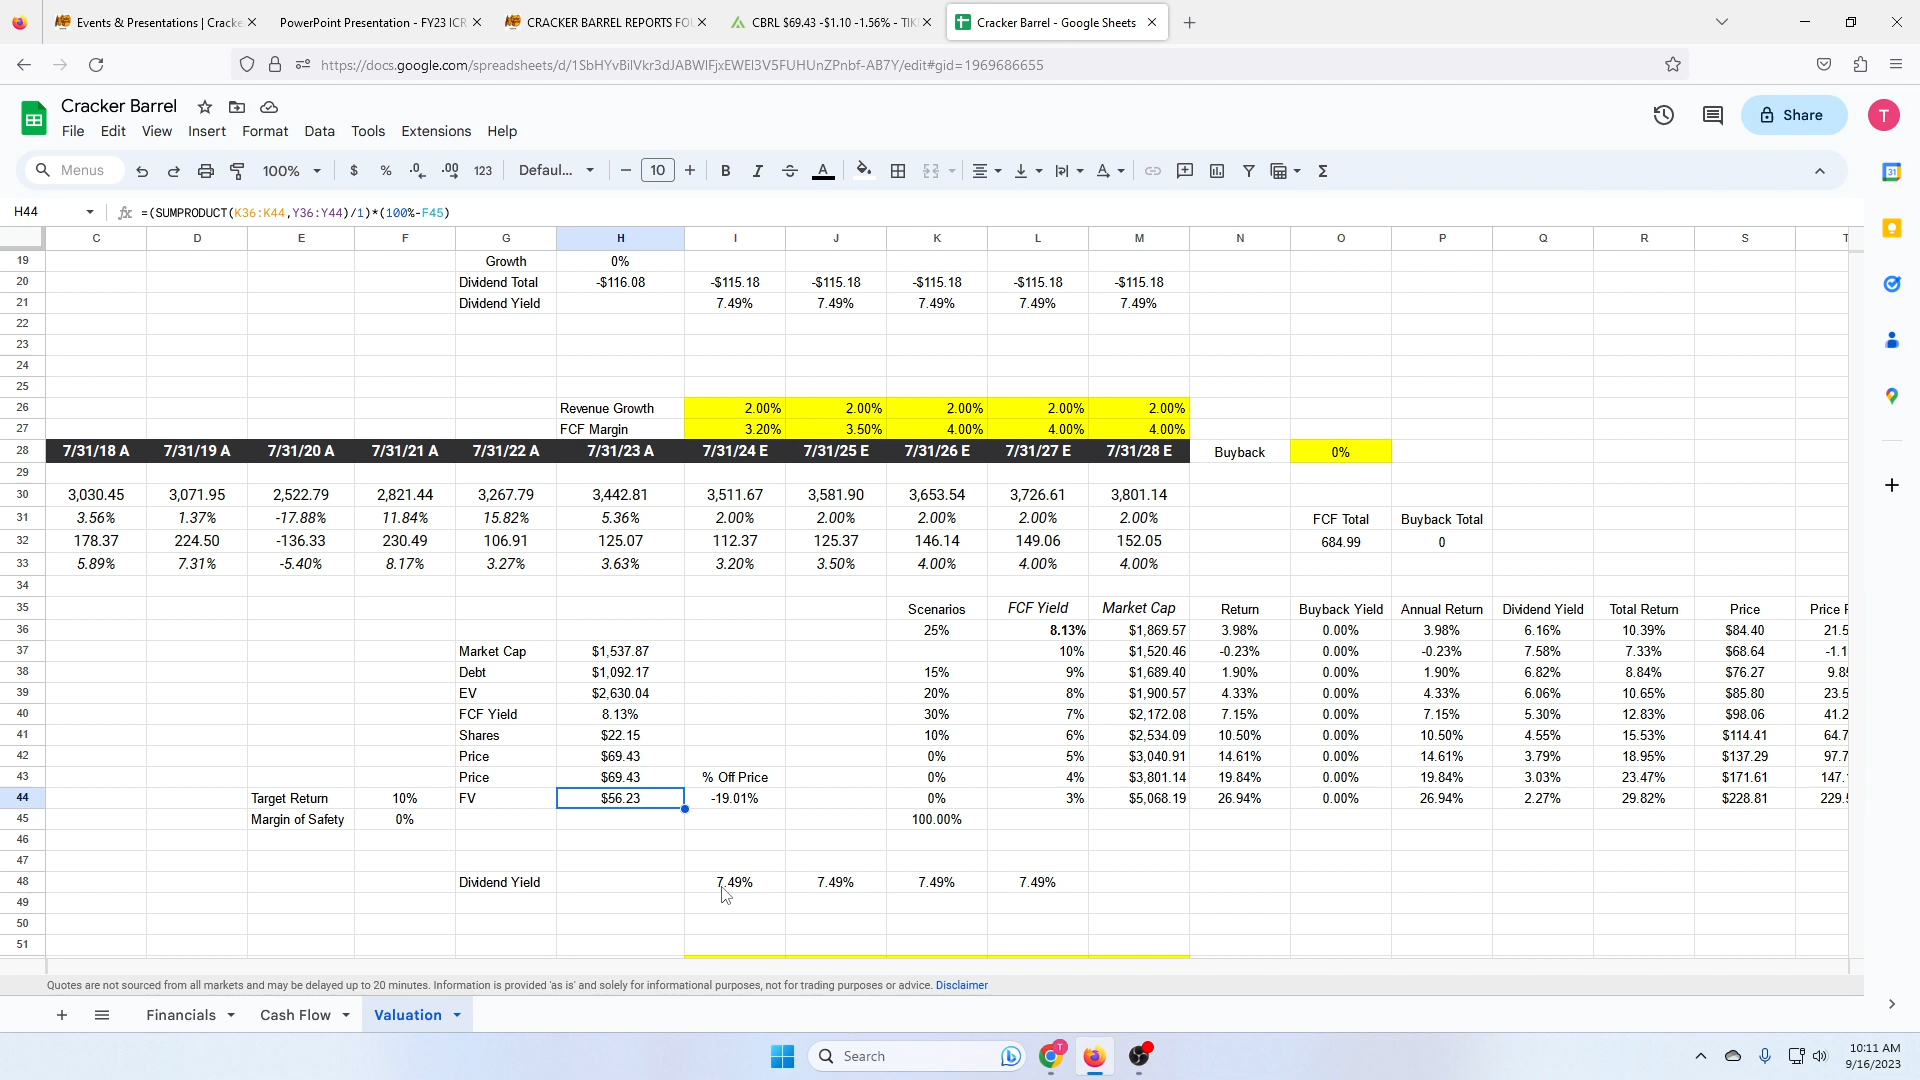 Events & Presentations | Cracke
PowerPoint Presentation - FY23 ICR
CRACKER BARREL REPORTS FOU
CBRL $69.43 -$1.10 -1.56% - TIK
Cracker Barrel - Google Sheets
https://docs.google.com/spreadsheets/d/1SbHYvBilVkr3dJABWIFjxEWEI3V5FUHUnZPnbf-AB7Y/edit#gid=1969686655
Cracker Barrel
File Edit View Insert Format Data Tools Extensions Help
Share
T
Menus 100% $ % .0 .00 123 Defaul... 10 B I A
31
H44 fx =(SUMPRODUCT(K36:K44,Y36:Y44)/1)*(100%-F45)
C D E F G H I J K L M N O P Q R S T
19 Growth 0%
20 Dividend Total -$116.08 -$115.18 -$115.18 -$115.18 -$115.18 -$115.18
21 Dividend Yield 7.49% 7.49% 7.49% 7.49% 7.49%
22
23
24
25
26 Revenue Growth 2.00% 2.00% 2.00% 2.00% 2.00%
27 FCF Margin 3.20% 3.50% 4.00% 4.00% 4.00%
28 7/31/18 A 7/31/19 A 7/31/20 A 7/31/21 A 7/31/22 A 7/31/23 A 7/31/24 E 7/31/25 E 7/31/26 E 7/31/27 E 7/31/28 E Buyback 0%
29
30 3,030.45 3,071.95 2,522.79 2,821.44 3,267.79 3,442.81 3,511.67 3,581.90 3,653.54 3,726.61 3,801.14
31 3.56% 1.37% -17.88% 11.84% 15.82% 5.36% 2.00% 2.00% 2.00% 2.00% 2.00% FCF Total Buyback Total
32 178.37 224.50 -136.33 230.49 106.91 125.07 112.37 125.37 146.14 149.06 152.05 684.99 0
33 5.89% 7.31% -5.40% 8.17% 3.27% 3.63% 3.20% 3.50% 4.00% 4.00% 4.00%
34
35 Scenarios FCF Yield Market Cap Return Buyback Yield Annual Return Dividend Yield Total Return Price Price F
36 25% 8.13% $1,869.57 3.98% 0.00% 3.98% 6.16% 10.39% $84.40 21.5
37 Market Cap $1,537.87 10% $1,520.46 -0.23% 0.00% -0.23% 7.58% 7.33% $68.64 -1.1
38 Debt $1,092.17 15% 9% $1,689.40 1.90% 0.00% 1.90% 6.82% 8.84% $76.27 9.8
39 EV $2,630.04 20% 8% $1,900.57 4.33% 0.00% 4.33% 6.06% 10.65% $85.80 23.5
40 FCF Yield 8.13% 30% 7% $2,172.08 7.15% 0.00% 7.15% 5.30% 12.83% $98.06 41.2
41 Shares $22.15 10% 6% $2,534.09 10.50% 0.00% 10.50% 4.55% 15.53% $114.41 64.7
42 Price $69.43 0% 5% $3,040.91 14.61% 0.00% 14.61% 3.79% 18.95% $137.29 97.7
43 Price $69.43 % Off Price 0% 4% $3,801.14 19.84% 0.00% 19.84% 3.03% 23.47% $171.61 147.
44 Target Return 10% FV $56.23 -19.01% 0% 3% $5,068.19 26.94% 0.00% 26.94% 2.27% 29.82% $228.81 229.
45 Margin of Safety 0% 100.00%
46
47
48 Dividend Yield 7.49% 7.49% 7.49% 7.49%
49
50
51
Quotes are not sourced from all markets and may be delayed up to 20 minutes. Information is provided 'as is' and solely for informational purposes, not for trading purposes or advice. Disclaimer
Financials Cash Flow Valuation
Search
T
10:11 AM
9/16/2023